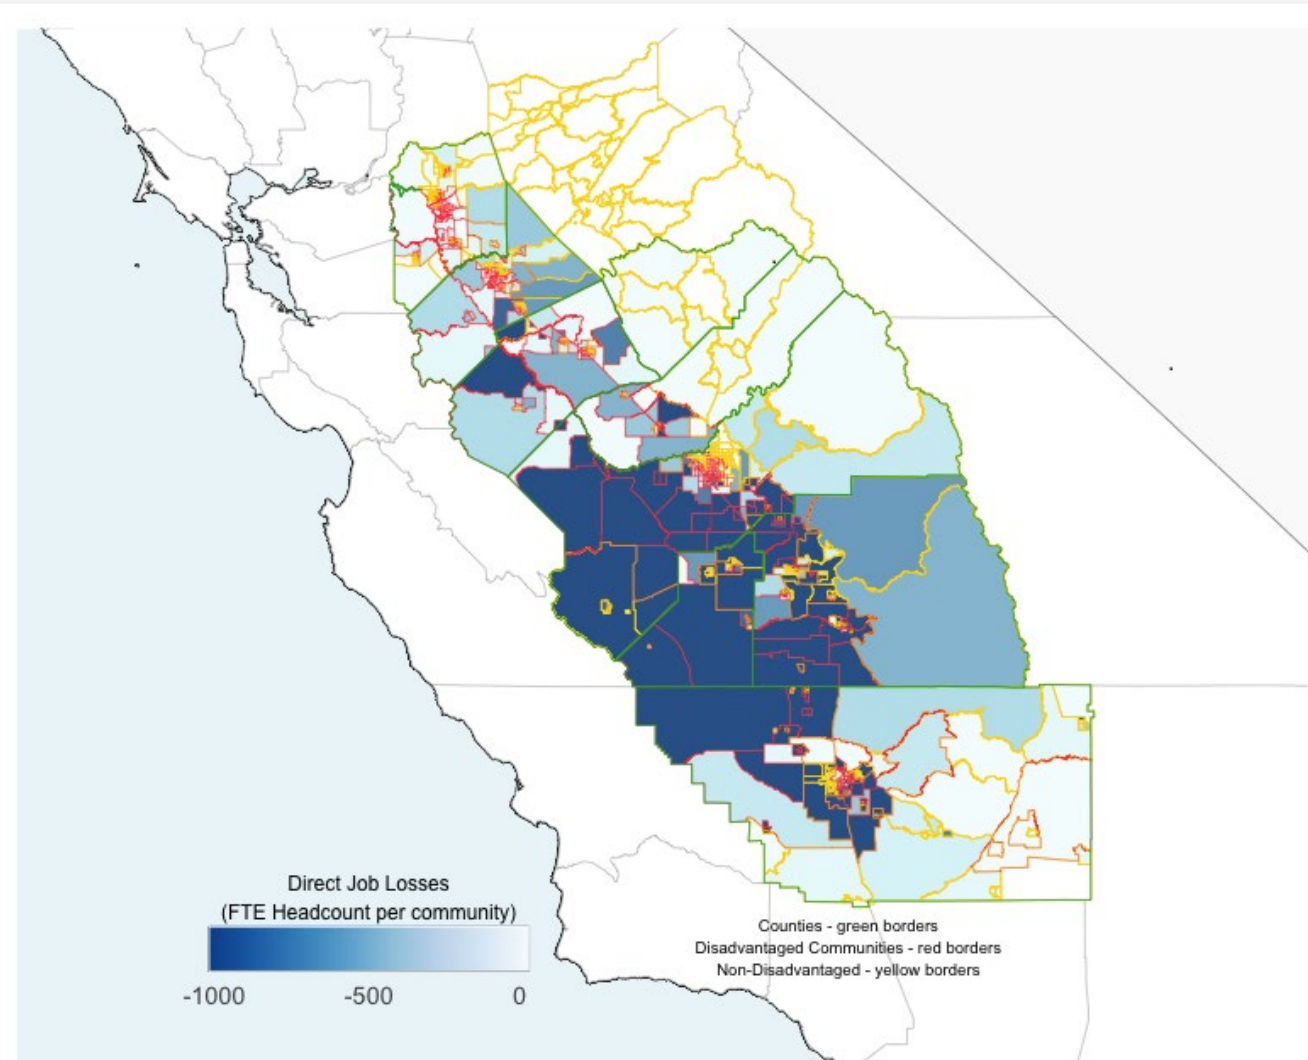 Direct Job Losses
(FTE Headcount per community)
-1000 -500 0
Counties - green borders
Disadvantaged Communities - red borders
Non-Disadvantaged - yellow borders